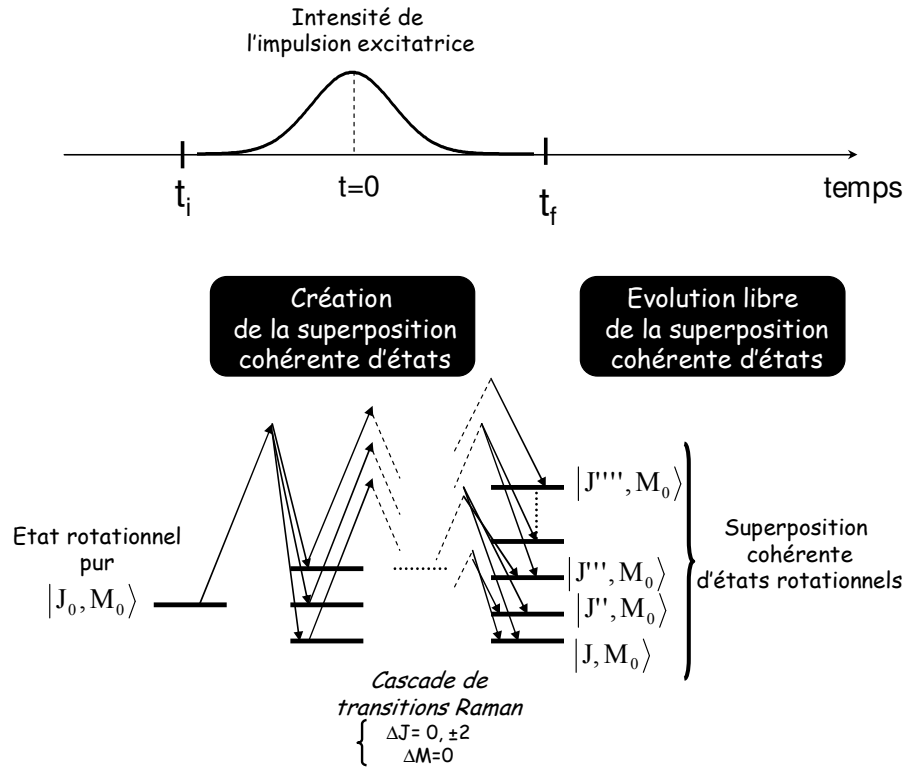 Intensité de
l'impulsion excitatrice
t_i
t=0
t_f
temps
Création
de la superposition
cohérente d'états
Evolution libre
de la superposition
cohérente d'états
Etat rotationnel
pur
|J₀,M₀⟩
|J'''',M₀⟩
|J''',M₀⟩
|J'',M₀⟩
|J,M₀⟩
Superposition
cohérente
d'états rotationnels
Cascade de
transitions Raman
ΔJ= 0, ±2
ΔM=0